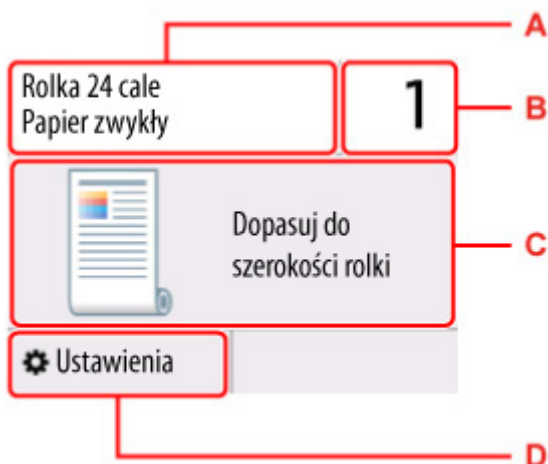 A
Rolka 24 cale
Papier zwykły
1
B
Dopasuj do
szerokości rolki
C
Ustawienia
D